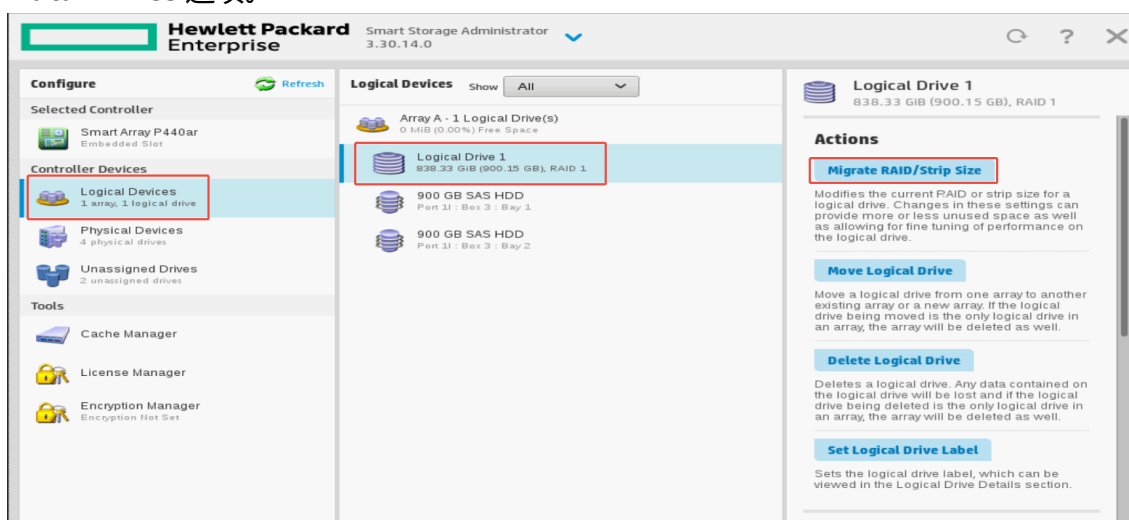 选项。
Hewlett Packard
Enterprise
Smart Storage Administrator
3.30.14.0
?
Configure
Refresh
Selected Controller
Smart Array P440ar
Embedded Slot
Controller Devices
Logical Devices
1 array, 1 logical drive
Physical Devices
4 physical drives
Unassigned Drives
2 unassigned drives
Tools
Cache Manager
License Manager
Encryption Manager
Encryption Not Set
Logical Devices Show All
Array A - 1 Logical Drive(s)
0 MiB (0.00%) Free Space
Logical Drive 1
838.33 GiB (900.15 GB), RAID 1
900 GB SAS HDD
Port 1I : Box 3 : Bay 1
900 GB SAS HDD
Port 1I : Box 3 : Bay 2
Logical Drive 1
838.33 GiB (900.15 GB), RAID 1
Actions
Migrate RAID/Strip Size
Modifies the current RAID or strip size for a
logical drive. Changes in these settings can
provide more or less unused space as well
as allowing for fine tuning of performance on
the logical drive.
Move Logical Drive
Move a logical drive from one array to another
existing array or a new array. If the logical
drive being moved is the only logical drive in
an array, the array will be deleted as well.
Delete Logical Drive
Deletes a logical drive. Any data contained on
the logical drive will be lost and if the logical
drive being deleted is the only logical drive in
an array, the array will be deleted as well.
Set Logical Drive Label
Sets the logical drive label, which can be
viewed in the Logical Drive Details section.